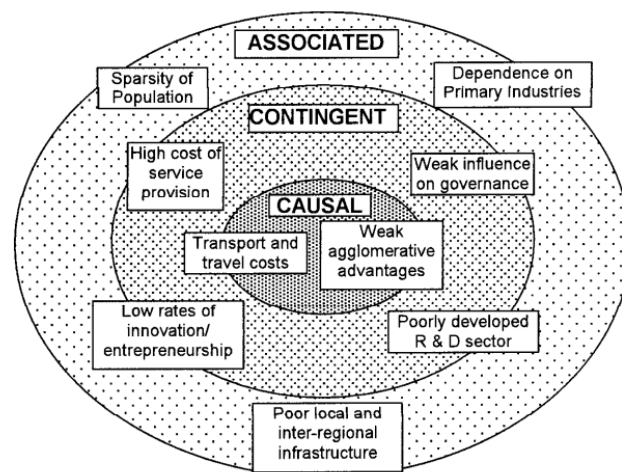 ASSOCIATED
Sparsity of
Population
Dependence on
Primary Industries
CONTINGENT
High cost of
service
provision
Weak influence
on governance
CAUSAL
Transport and
travel costs
Weak
agglomerative
advantages
Low rates of
innovation/
entrepreneurship
Poorly developed
R & D sector
Poor local and
inter-regional
infrastructure